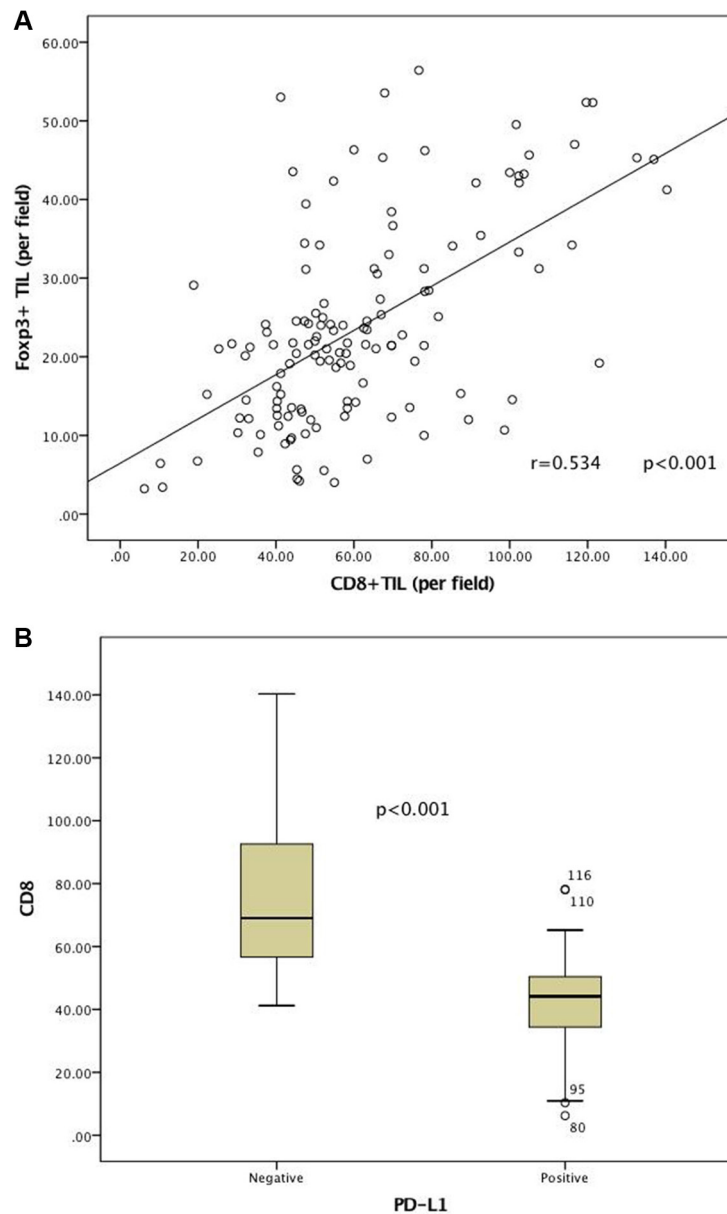 A
60.00
50.00
40.00
30.00
20.00
10.00
.00
Foxp3+ TIL (per field)
r=0.534 p<0.001
.00 20.00 40.00 60.00 80.00 100.00 120.00 140.00
CD8+TIL (per field)
B
140.00
120.00
100.00
80.00
60.00
40.00
20.00
.00
CD8
p<0.001
116
110
95
80
Negative Positive
PD-L1